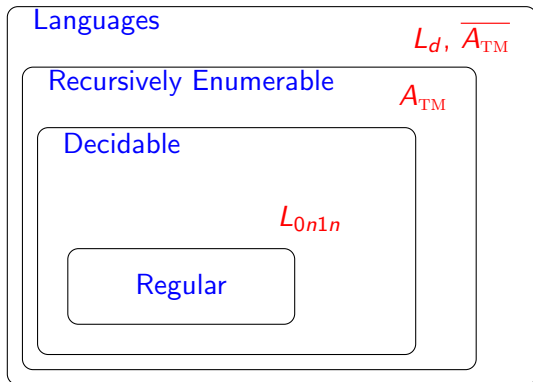 Languages
L_d, \overline{A_{TM}}
Recursively Enumerable
A_{TM}
Decidable
L_{0n1n}
Regular